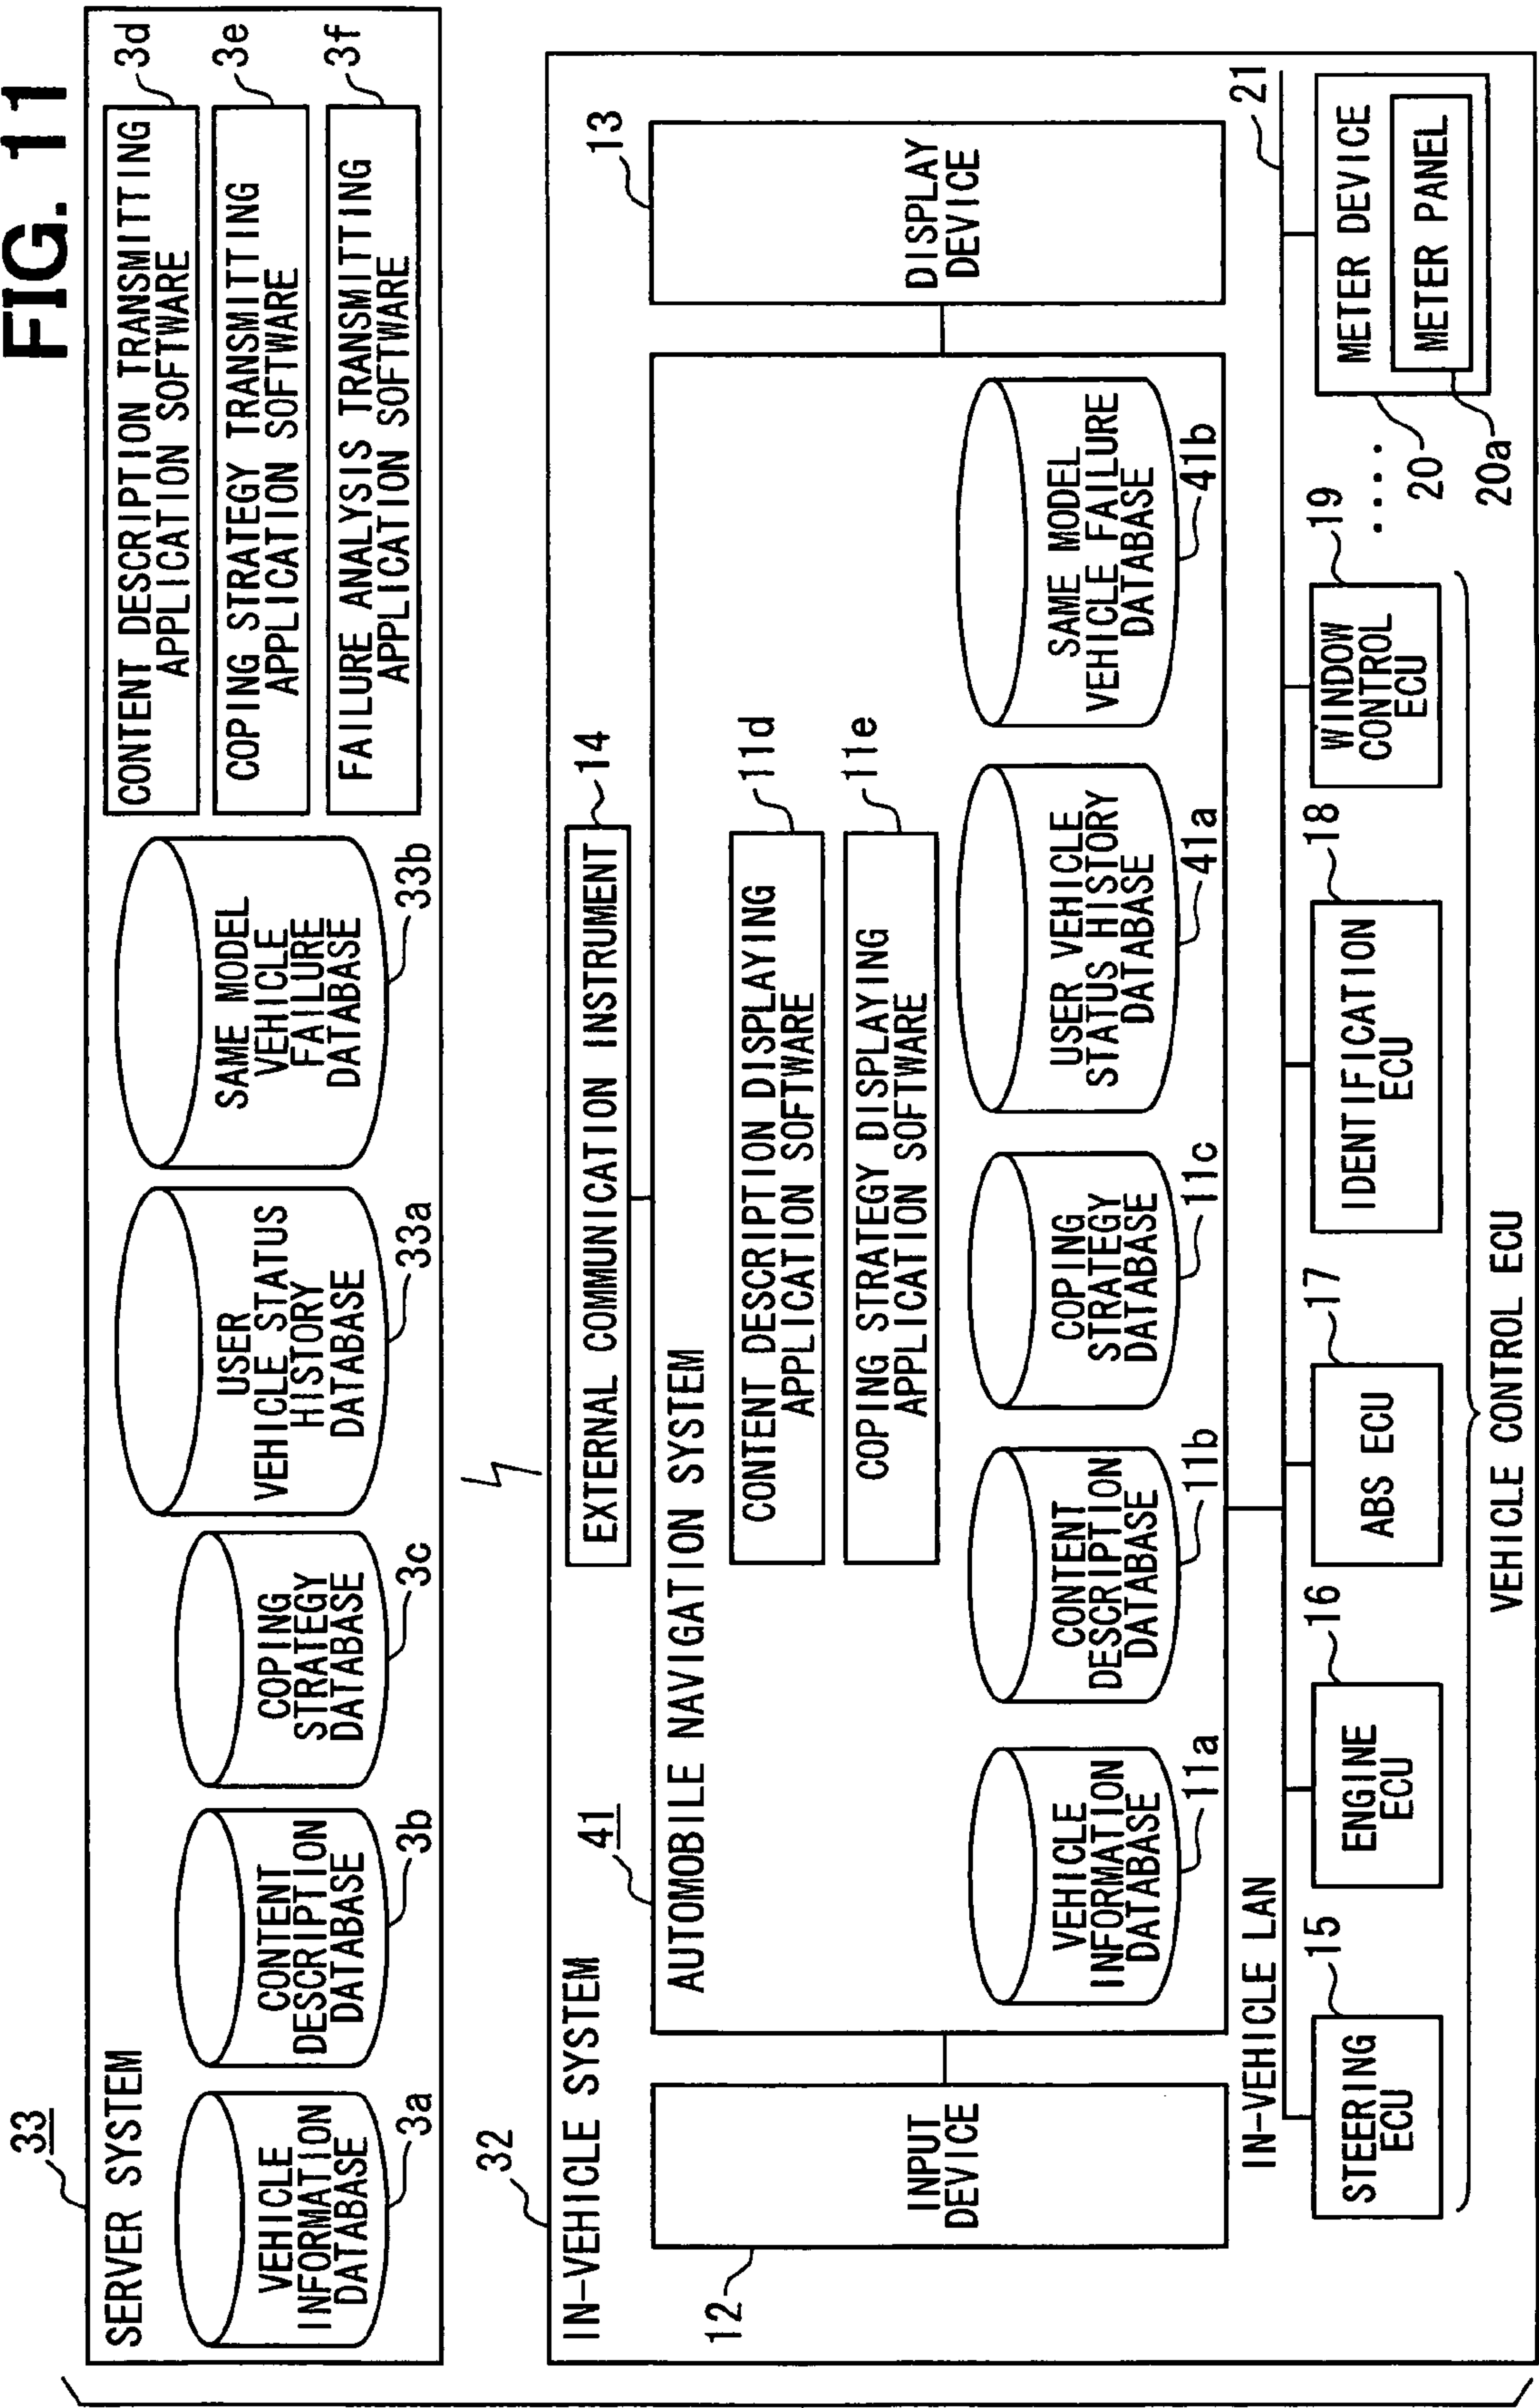 FIG. 11
33
SERVER SYSTEM
VEHICLE
INFORMATION
DATABASE
3a
CONTENT
DESCRIPTION
DATABASE
3b
COPING
STRATEGY
DATABASE
3c
USER
VEHICLE STATUS
HISTORY
DATABASE
33a
SAME MODEL
VEHICLE
FAILURE
DATABASE
33b
CONTENT DESCRIPTION TRANSMITTING
APPLICATION SOFTWARE
3d
COPING STRATEGY TRANSMITTING
APPLICATION SOFTWARE
3e
FAILURE ANALYSIS TRANSMITTING
APPLICATION SOFTWARE
3f
32
IN-VEHICLE SYSTEM
EXTERNAL COMMUNICATION INSTRUMENT
14
41
AUTOMOBILE NAVIGATION SYSTEM
12
INPUT
DEVICE
CONTENT DESCRIPTION DISPLAYING
APPLICATION SOFTWARE
11d
COPING STRATEGY DISPLAYING
APPLICATION SOFTWARE
11e
13
DISPLAY
DEVICE
VEHICLE
INFORMATION
DATABASE
11a
CONTENT
DESCRIPTION
DATABASE
11b
COPING
STRATEGY
DATABASE
11c
USER VEHICLE
STATUS HISTORY
DATABASE
41a
SAME MODEL
VEHICLE FAILURE
DATABASE
41b
IN-VEHICLE LAN
21
15
STEERING
ECU
16
ENGINE
ECU
17
ABS ECU
18
IDENTIFICATION
ECU
19
WINDOW
CONTROL
ECU
.....
20
METER DEVICE
METER PANEL
20a
VEHICLE CONTROL ECU